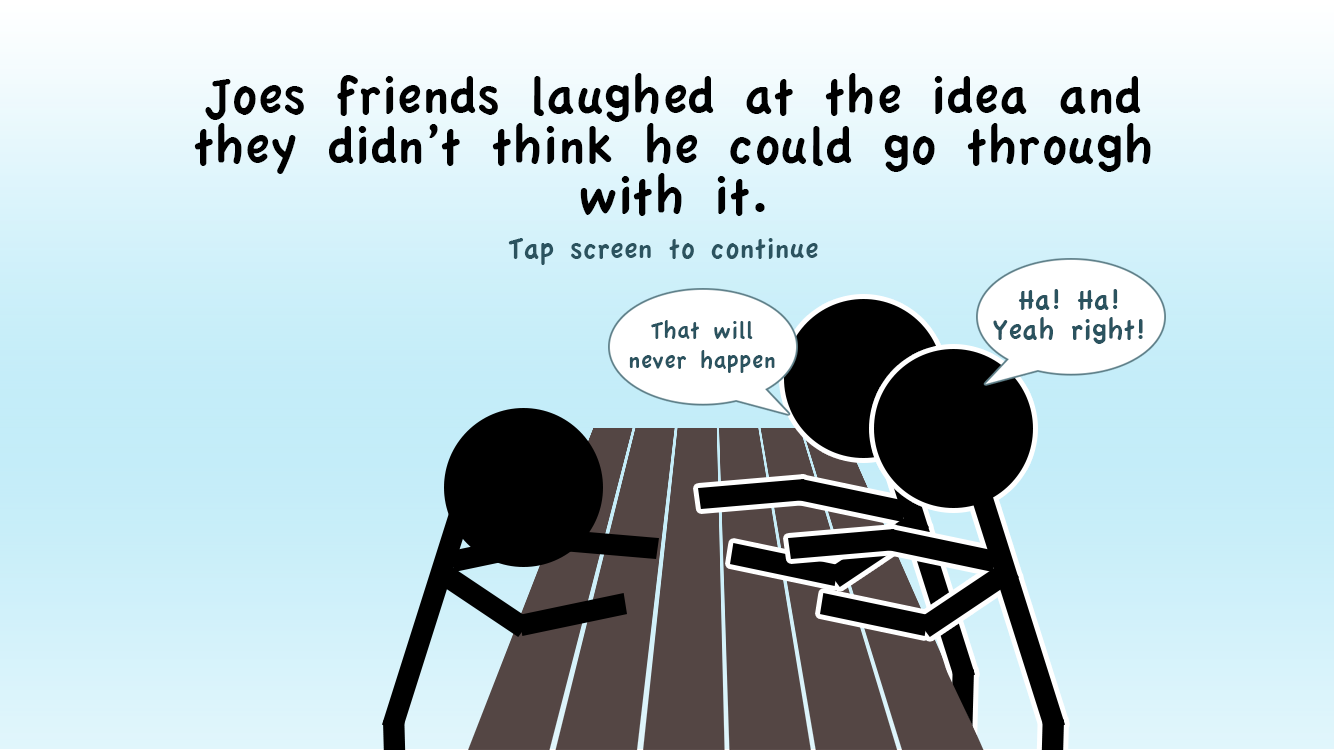 Joes friends laughed at the idea and
they didn't think he could go through
with it.
Tap screen to continue
That will
never happen
Ha! Ha!
Yeah right!